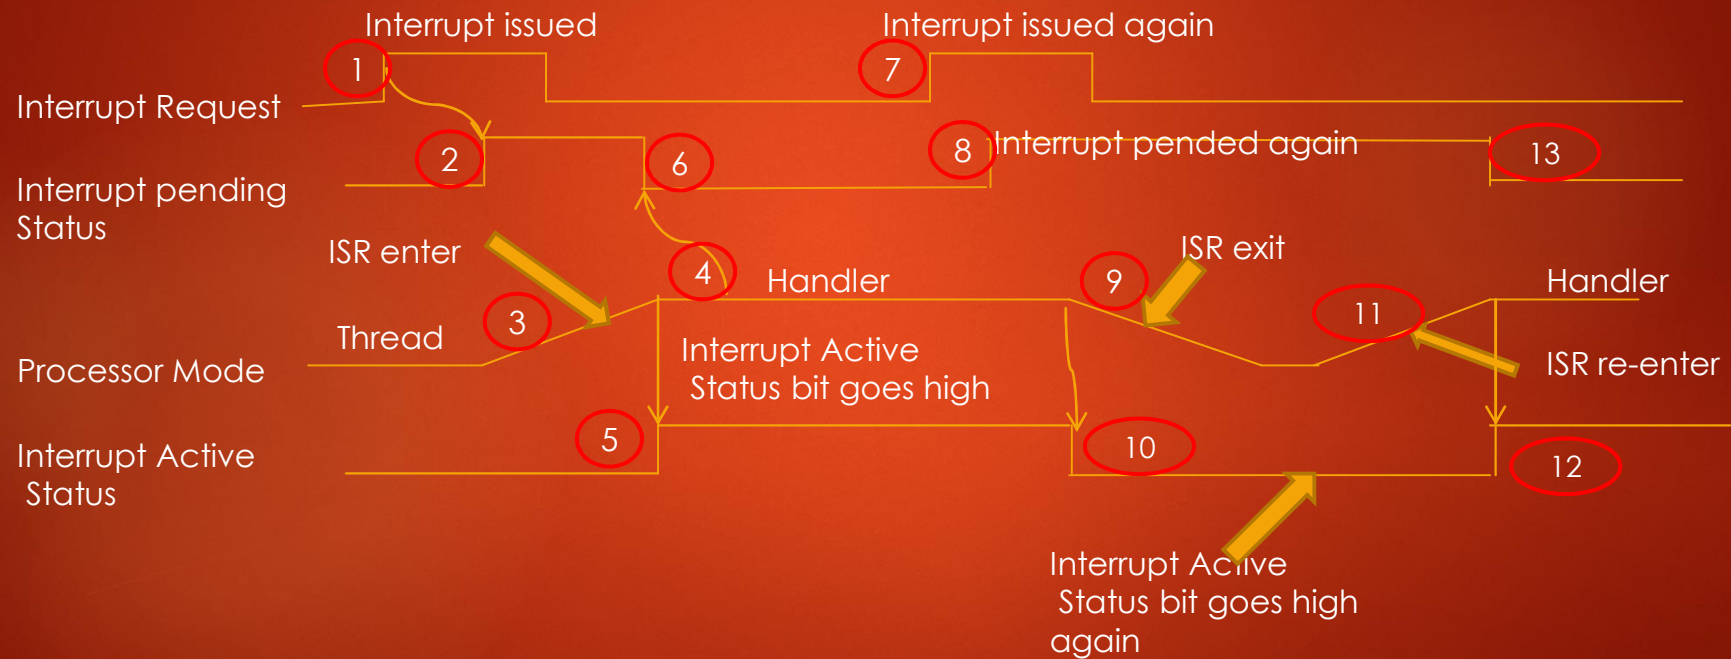 Interrupt issued
Interrupt issued again
1
7
Interrupt Request
2
6
8
Interrupt pended again
13
Interrupt pending
Status
ISR enter
ISR exit
4
Handler
9
Handler
3
11
Thread
Interrupt Active
Status bit goes high
Processor Mode
ISR re-enter
5
10
Interrupt Active
Status
12
Interrupt Active
Status bit goes high
again